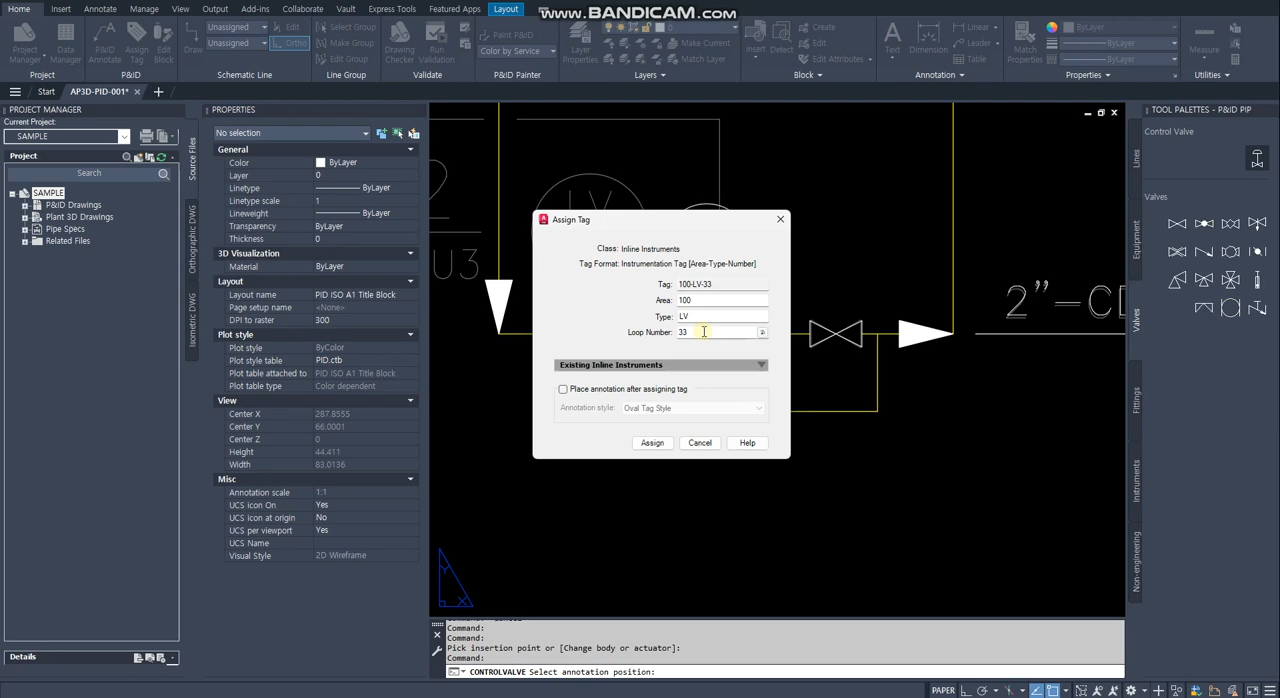 www.BANDICAM.com
Home Insert Annotate Manage View Output Add-ins Collaborate Vault Express Tools Featured Apps Layout
Project Manager Data Manager P&ID Annotate Assign Tag Edit Block
Draw Unassigned Edit
Unassigned Ortho
Select Group
Make Group
Edit Group
Drawing Checker Run Validation
Paint P&ID
Color by Service
Layer Properties 0
Make Current
Match Layer
Insert Detect Create
Edit
Edit Attributes
Text Dimension Linear
Leader
Table
Match Properties ByLayer
ByLayer
ByLayer
Measure
Project P&ID Schematic Line Line Group Validate P&ID Painter Layers Block Annotation Properties Utilities
Start AP3D-PID-001*
PROJECT MANAGER
Current Project:
SAMPLE
Project
Search
SAMPLE
P&ID Drawings
Plant 3D Drawings
Pipe Specs
Related Files
Details
Source Files
Orthographic DWG
Isometric DWG
PROPERTIES
No selection
General
Color ByLayer
Layer 0
Linetype ByLayer
Linetype scale 1
Lineweight ByLayer
Transparency ByLayer
Thickness 0
3D Visualization
Material ByLayer
Layout
Layout name PID ISO A1 Title Block
Page setup name <None>
DPI to raster 300
Plot style
Plot style ByColor
Plot style table PID.ctb
Plot table attached to PID ISO A1 Title Block
Plot table type Color dependent
View
Center X 287.8555
Center Y 66.0001
Center Z 0
Height 44.411
Width 83.0136
Misc
Annotation scale 1:1
UCS icon On Yes
UCS icon at origin No
UCS per viewport Yes
UCS Name
Visual Style 2D Wireframe
2
U3
LV
2"-CD
Y
X
Assign Tag
Class: Inline Instruments
Tag Format: Instrumentation Tag [Area-Type-Number]
Tag: 100-LV-33
Area: 100
Type: LV
Loop Number: 33
Existing Inline Instruments
Place annotation after assigning tag
Annotation style: Oval Tag Style
Assign Cancel Help
Command:
Command:
Pick insertion point or [Change body or actuator]:
Command:
CONTROLVALVE Select annotation position:
TOOL PALETTES - P&ID PIP
Control Valve
Valves
Lines
Equipment
Valves
Fittings
Instruments
Non-engineering
PAPER